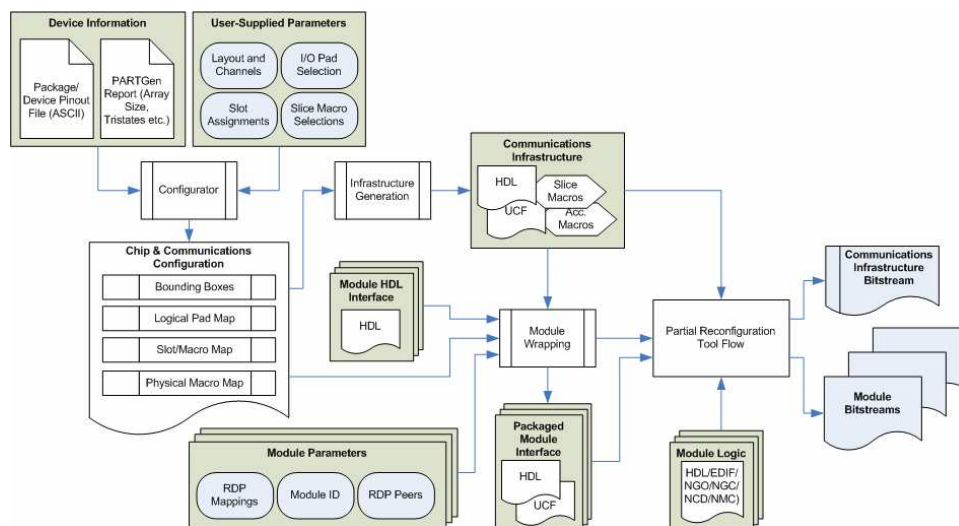 Device Information
Package/
Device Pinout
File (ASCII)
PARTGen
Report (Array
Size,
Tristates etc.)
User-Supplied Parameters
Layout and
Channels
I/O Pad
Selection
Slot
Assignments
Slice Macro
Selections
Configurator
Infrastructure
Generation
Communications
Infrastructure
HDL
Slice
Macros
UCF
Acc.
Macros
Chip & Communications
Configuration
Bounding Boxes
Logical Pad Map
Slot/Macro Map
Physical Macro Map
Module HDL
Interface
HDL
Module
Wrapping
Partial Reconfiguration
Tool Flow
Communications
Infrastructure
Bitstream
Module
Bitstreams
Module Parameters
RDP
Mappings
Module ID
RDP Peers
Packaged
Module
Interface
HDL
UCF
Module Logic
HDL/EDIF/
NGO/NGC/
NCD/NMC)